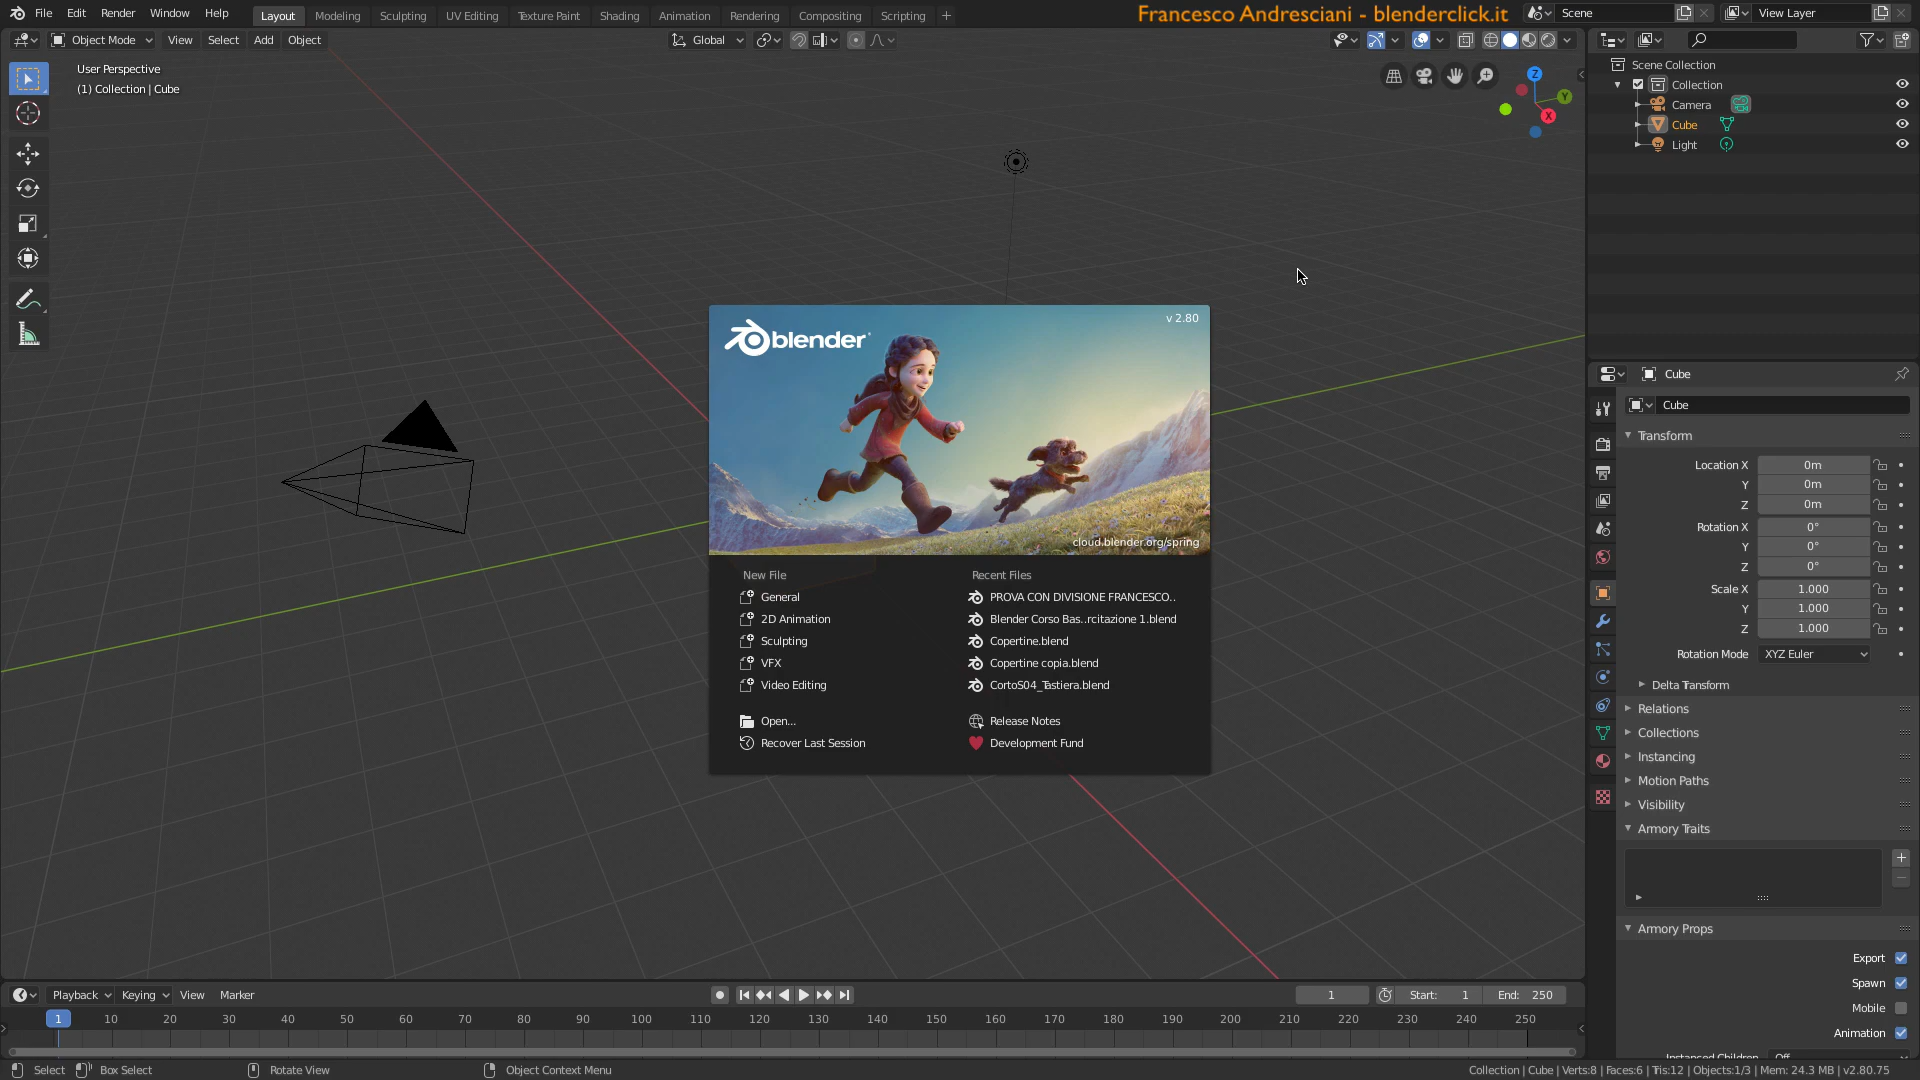 File Edit Render Window Help
Layout Modeling Sculpting UV Editing Texture Paint Shading Animation Rendering Compositing Scripting +
Francesco Andresciani - blenderclick.it
Scene
View Layer
Object Mode View Select Add Object
Global
User Perspective
(1) Collection | Cube
Z
Y
X
Scene Collection
Collection
Camera
Cube
Light
blender
v 2.80
cloud.blender.org/spring
New File
General
2D Animation
Sculpting
VFX
Video Editing
Open...
Recover Last Session
Recent Files
PROVA CON DIVISIONE FRANCESCO..
Blender Corso Bas..rcitazione 1.blend
Copertine.blend
Copertine copia.blend
CortoS04_Tastiera.blend
Release Notes
Development Fund
Cube
Cube
Transform
Location X 0m
Y 0m
Z 0m
Rotation X 0°
Y 0°
Z 0°
Scale X 1.000
Y 1.000
Z 1.000
Rotation Mode XYZ Euler
Delta Transform
Relations
Collections
Instancing
Motion Paths
Visibility
Armory Traits
Armory Props
Export
Spawn
Mobile
Animation
Instanced Children Off
Playback Keying View Marker
1
Start: 1
End: 250
1 10 20 30 40 50 60 70 80 90 100 110 120 130 140 150 160 170 180 190 200 210 220 230 240 250
Select Box Select Rotate View Object Context Menu
Collection | Cube | Verts:8 | Faces:6 | Tris:12 | Objects:1/3 | Mem: 24.3 MB | v2.80.75